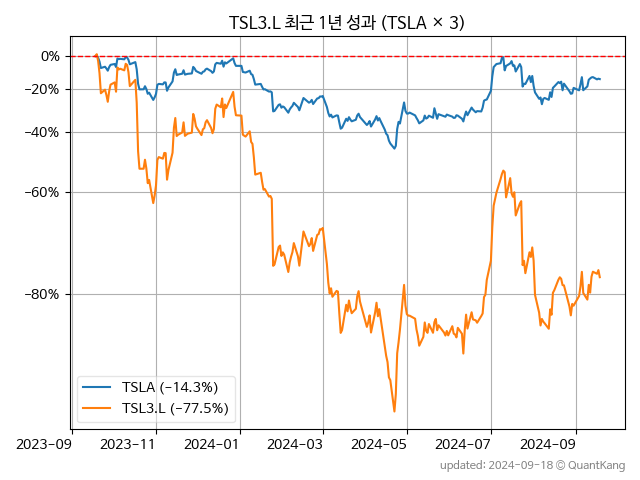 TSL3.L 최근 1년 성과 (TSLA × 3)
0%
−20%
−40%
−60%
−80%
TSLA (−14.3%)
TSL3.L (−77.5%)
2023-09 2023-11 2024-01 2024-03 2024-05 2024-07 2024-09
updated: 2024-09-18 © QuantKang